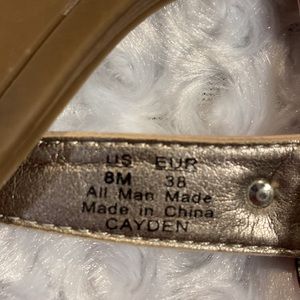 US EUR
8M 38
All Man Made
Made in China
CAYDEN